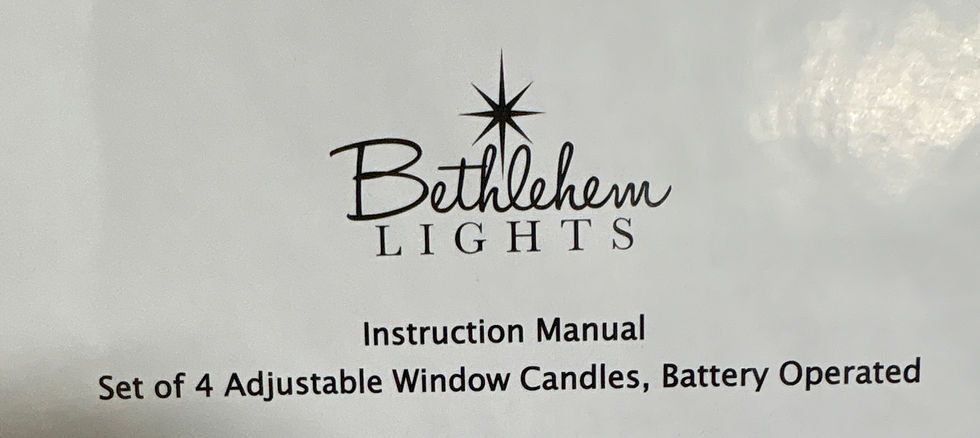 Bethlehem
LIGHTS
Instruction Manual
Set of 4 Adjustable Window Candles, Battery Operated